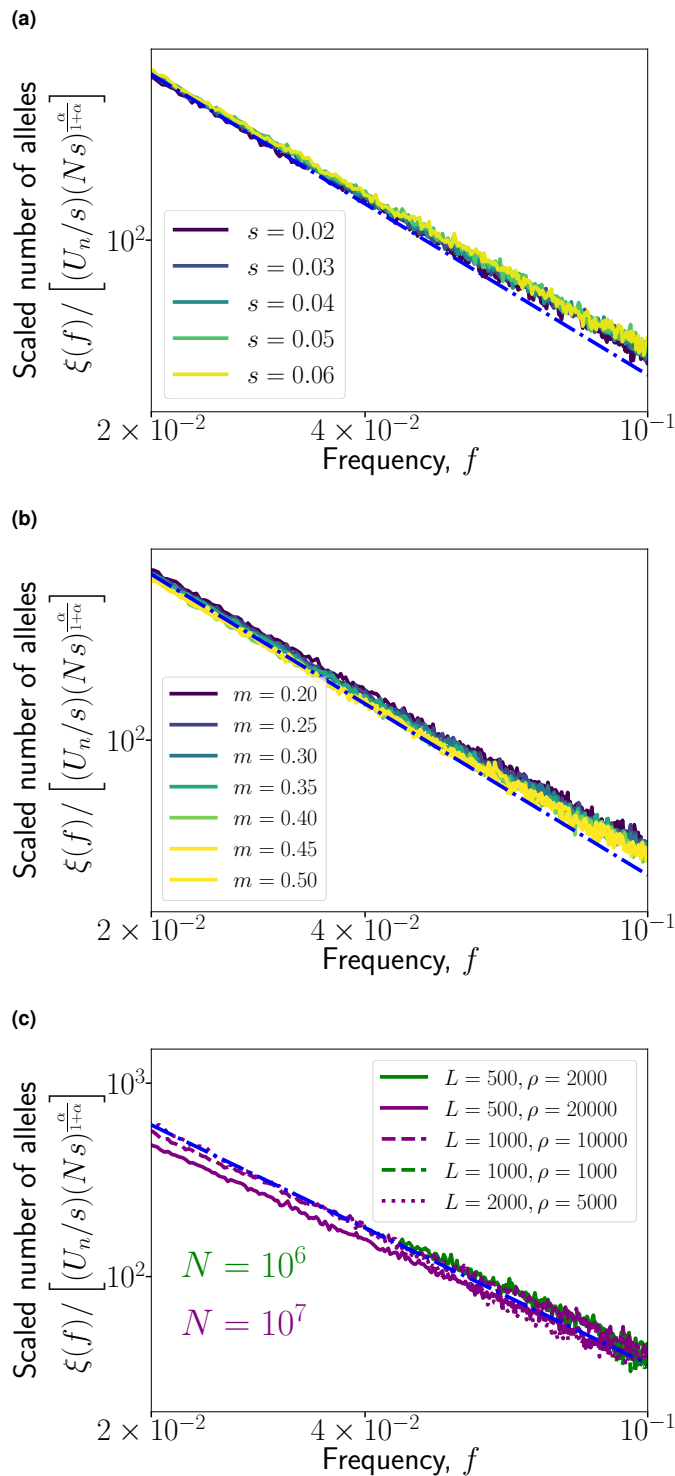 (a)
Scaled number of alleles
ξ(f)/ [(U_n/s)(Ns)^{\frac{α}{1+α}}]
10^2
s = 0.02
s = 0.03
s = 0.04
s = 0.05
s = 0.06
2 × 10^{-2}
4 × 10^{-2}
10^{-1}
Frequency, f
(b)
Scaled number of alleles
ξ(f)/ [(U_n/s)(Ns)^{\frac{α}{1+α}}]
10^2
m = 0.20
m = 0.25
m = 0.30
m = 0.35
m = 0.40
m = 0.45
m = 0.50
2 × 10^{-2}
4 × 10^{-2}
10^{-1}
Frequency, f
(c)
Scaled number of alleles
ξ(f)/ [(U_n/s)(Ns)^{\frac{α}{1+α}}]
10^3
10^2
L = 500, ρ = 2000
L = 500, ρ = 20000
L = 1000, ρ = 10000
L = 1000, ρ = 1000
L = 2000, ρ = 5000
N = 10^6
N = 10^7
2 × 10^{-2}
4 × 10^{-2}
10^{-1}
Frequency, f